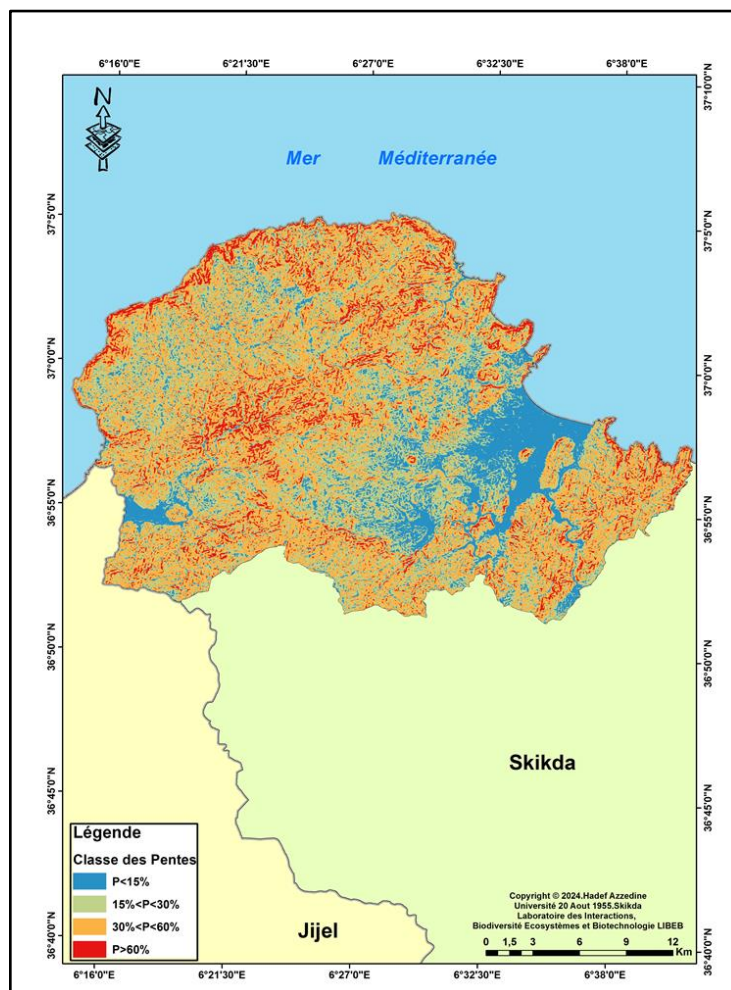 6°16'0"E 6°21'30"E 6°27'0"E 6°32'30"E 6°38'0"E
37°10'0"N
N
Mer Méditerranée
37°5'0"N
37°5'0"N
37°0'0"N
37°0'0"N
36°55'0"N
36°55'0"N
36°50'0"N
36°50'0"N
Skikda
36°45'0"N
36°45'0"N
Légende
Classe des Pentes
P<15%
15%<P<30%
30%<P<60%
P>60%
Jijel
Copyright © 2024.Hadef Azzedine
Université 20 Aout 1955.Skikda
Laboratoire des Interactions,
Biodiversité Ecosystèmes et Biotechnologie LIBEB
0 1,5 3 6 9 12
Km
36°40'0"N
36°40'0"N
6°16'0"E 6°21'30"E 6°27'0"E 6°32'30"E 6°38'0"E